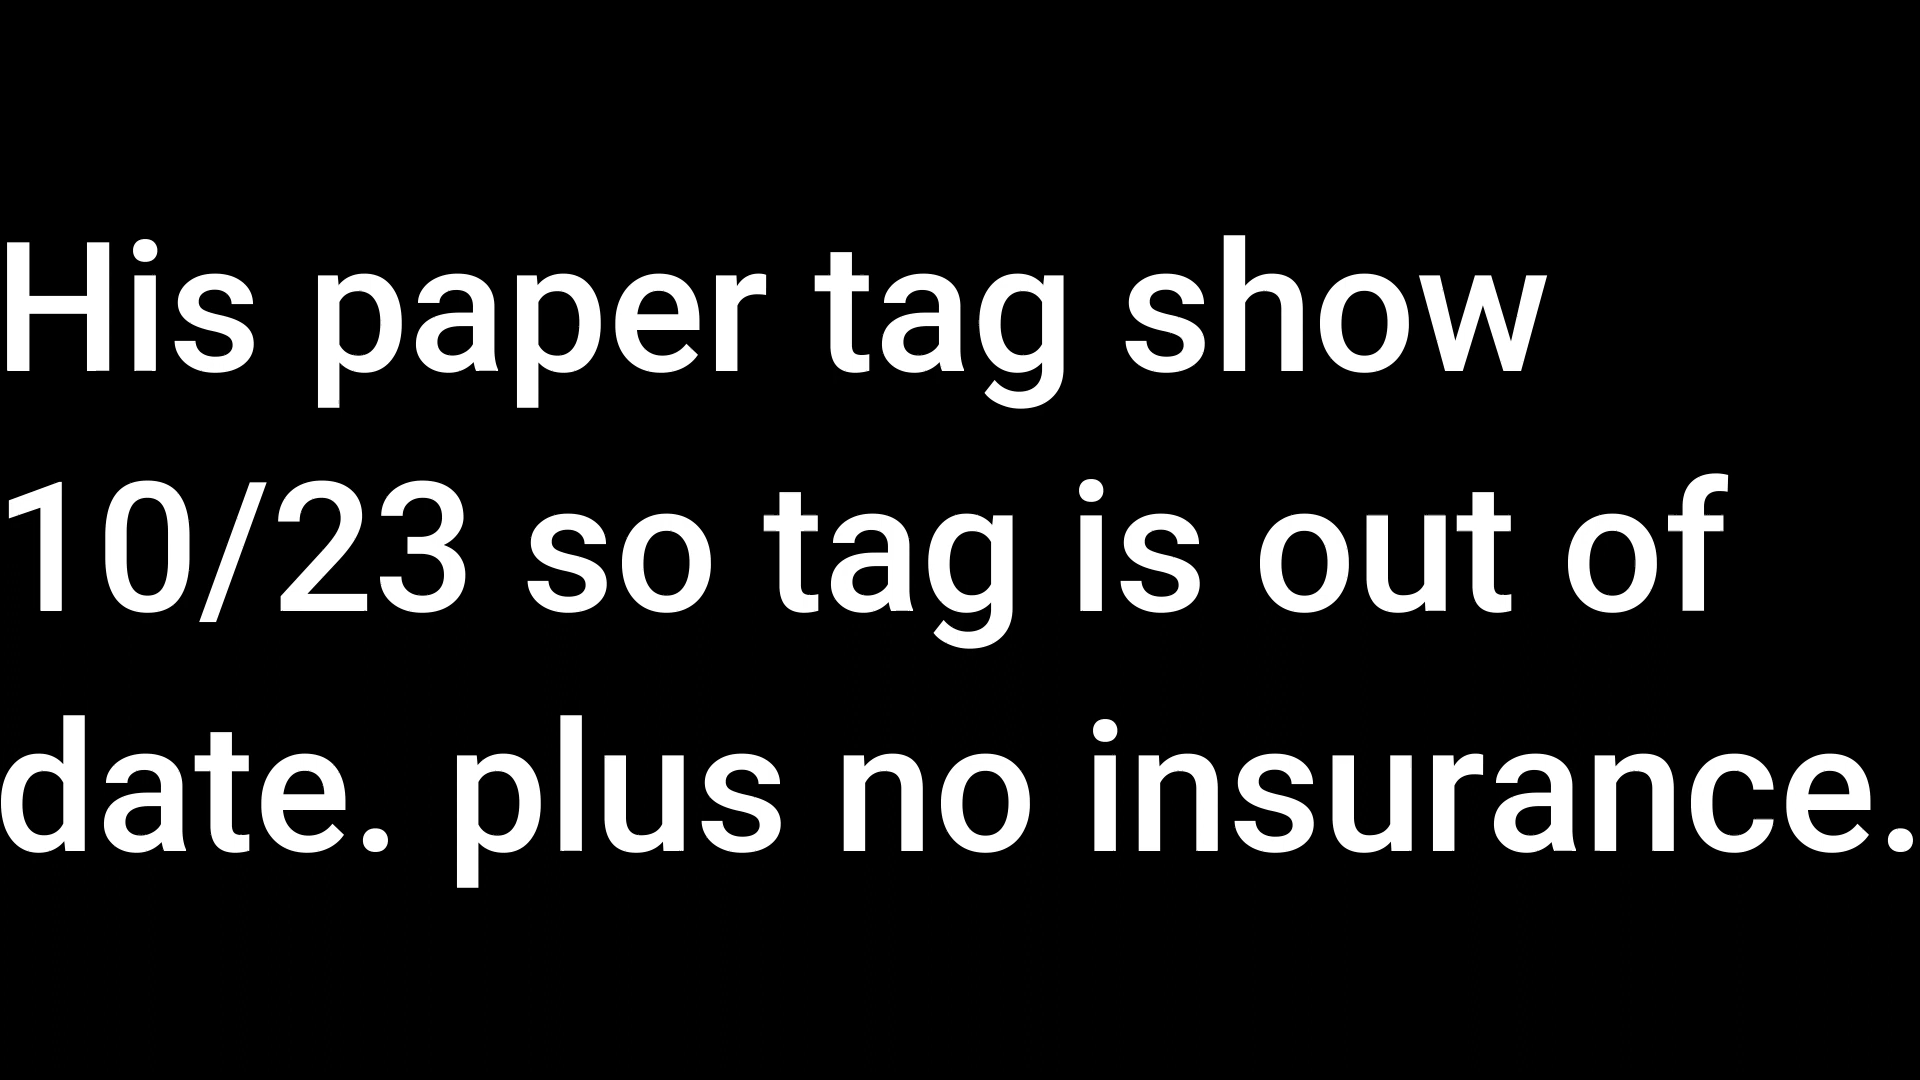 His paper tag show
10/23 so tag is out of
date. plus no insurance.